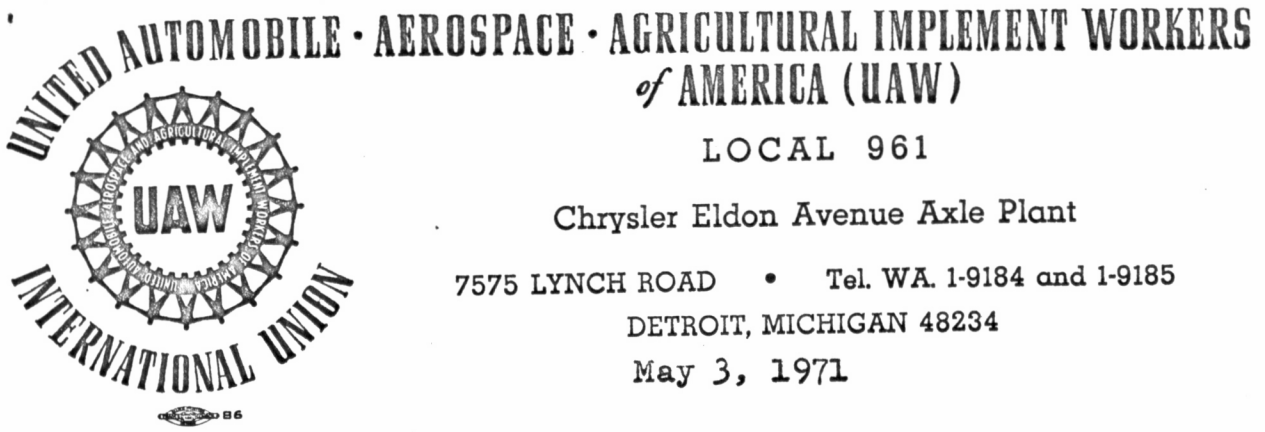 UNITED AUTOMOBILE · AEROSPACE · AGRICULTURAL IMPLEMENT WORKERS
of AMERICA (UAW)
LOCAL 961
Chrysler Eldon Avenue Axle Plant
7575 LYNCH ROAD • Tel. WA. 1-9184 and 1-9185
DETROIT, MICHIGAN 48234
May 3, 1971
UAW
UNITED AUTOMOBILE AEROSPACE AND AGRICULTURAL IMPLEMENT WORKERS OF AMERICA
INTERNATIONAL UNION
86